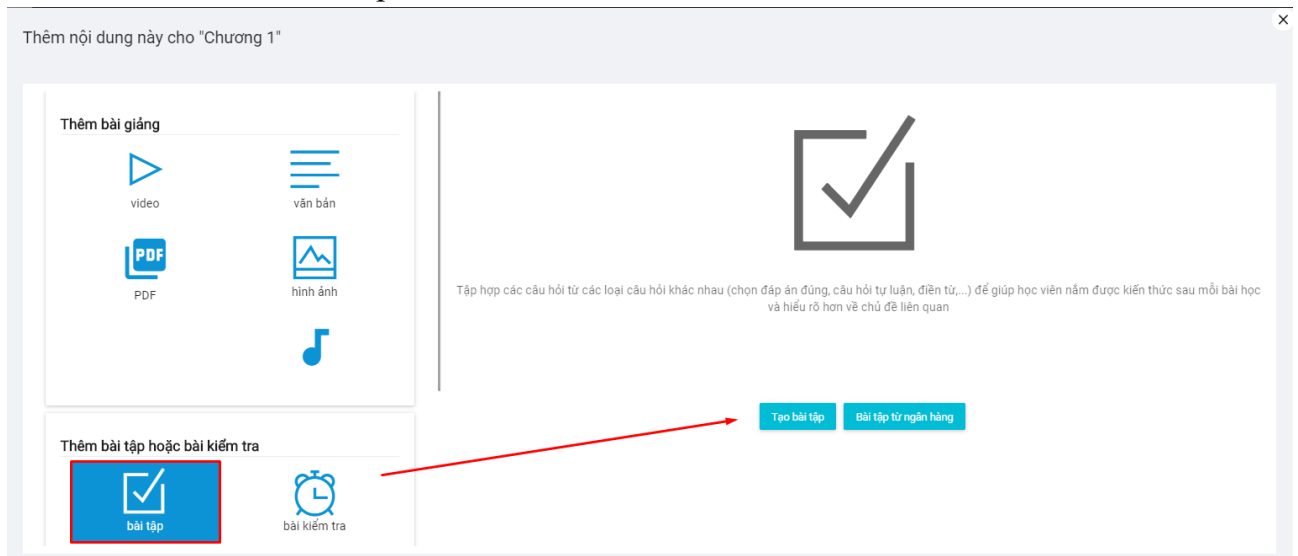 Thêm nội dung này cho "Chương 1"
Thêm bài giảng
video
văn bản
PDF
PDF
hình ảnh
Tập hợp các câu hỏi từ các loại câu hỏi khác nhau (chọn đáp án đúng, câu hỏi tự luận, điền từ,...) để giúp học viên nắm được kiến thức sau mỗi bài học
và hiểu rõ hơn về chủ đề liên quan
Tạo bài tập
Bài tập từ ngân hàng
Thêm bài tập hoặc bài kiểm tra
bài tập
bài kiểm tra